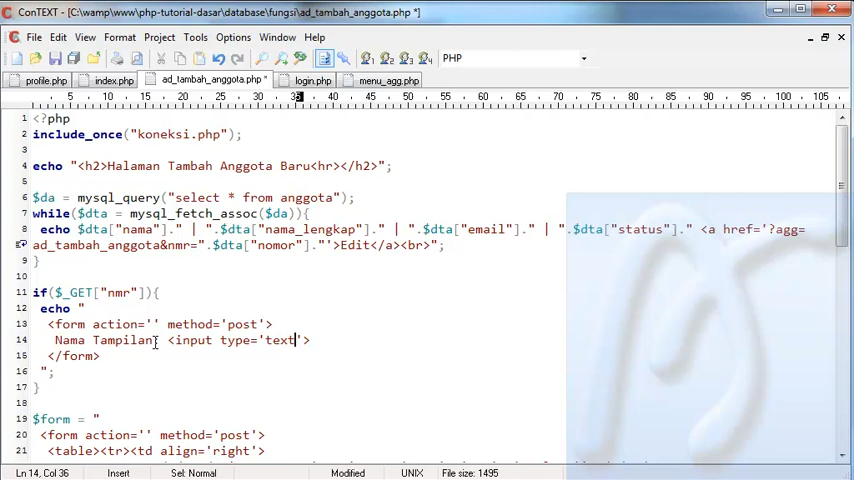 ConTEXT - [C:\wamp\www\php-tutorial-dasar\database\fungsi\ad_tambah_anggota.php *]
File Edit View Format Project Tools Options Window Help
PHP
profile.php index.php ad_tambah_anggota.php * login.php menu_agg.php
5 10 15 20 25 30 35 40 45 50 55 60 65 70 75 80 85 90 95 100 105
1 <?php
2 include_once("koneksi.php");
3
4 echo "<h2>Halaman Tambah Anggota Baru<hr></h2>";
5
6 $da = mysql_query("select * from anggota");
7 while($dta = mysql_fetch_assoc($da)){
8 echo $dta["nama"]." | ".$dta["nama_lengkap"]." | ".$dta["email"]." | ".$dta["status"]." <a href='?agg=
ad_tambah_anggota&nmr=".$dta["nomor"]."'>Edit</a><br>";
9 }
10
11 if($_GET["nmr"]){
12 echo "
13 <form action='' method='post'>
14 Nama Tampilan: <input type='text'>
15 </form>
16 ";
17 }
18
19 $form = "
20 <form action='' method='post'>
21 <table><tr><td align='right'>
Ln 14, Col 36 Insert Sel: Normal Modified UNIX File size: 1495